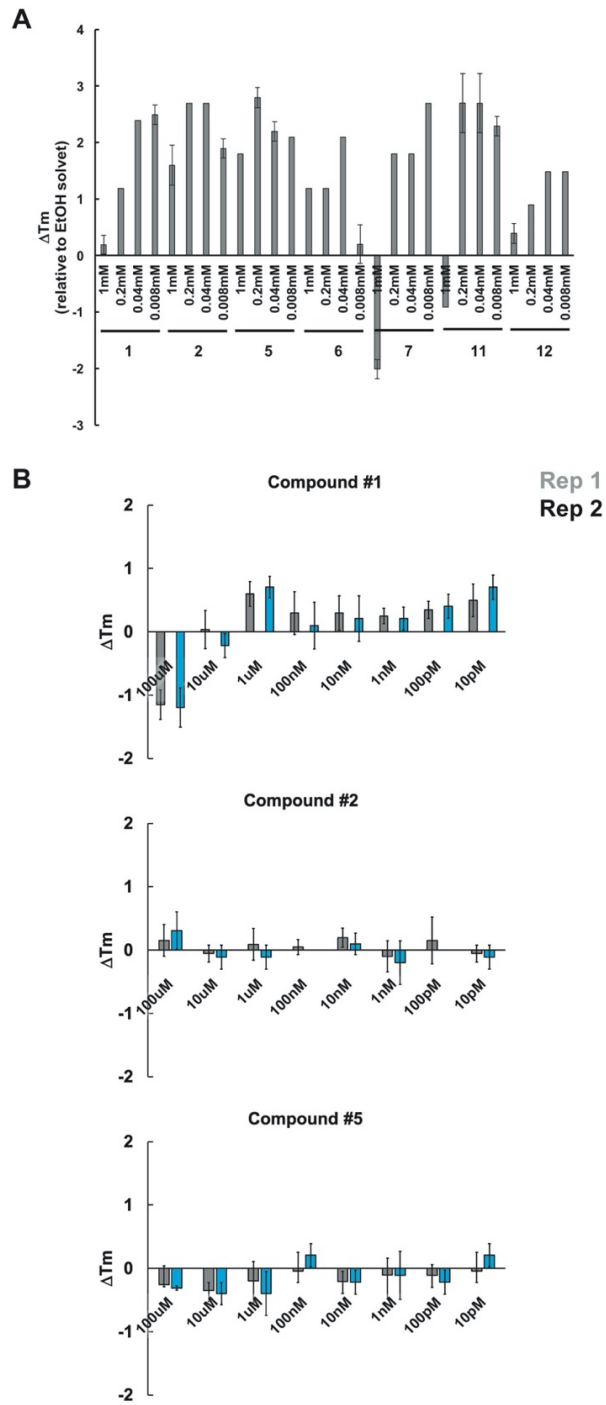 A
4
3
2
1
0
-1
-2
-3
ΔTm
(relative to EtOH solvet)
1mM 0.2mM 0.04mM 0.008mM 1mM 0.2mM 0.04mM 0.008mM 1mM 0.2mM 0.04mM 0.008mM 1mM 0.2mM 0.04mM 0.008mM 1mM 0.2mM 0.04mM 0.008mM 1mM 0.2mM 0.04mM 0.008mM 1mM 0.2mM 0.04mM 0.008mM
1 2 5 6 7 11 12
B
Compound #1
Rep 1
Rep 2
2
1
0
-1
-2
ΔTm
100uM 10uM 1uM 100nM 10nM 1nM 100pM 10pM
Compound #2
2
1
0
-1
-2
ΔTm
100uM 10uM 1uM 100nM 10nM 1nM 100pM 10pM
Compound #5
2
1
0
-1
-2
ΔTm
100uM 10uM 1uM 100nM 10nM 1nM 100pM 10pM